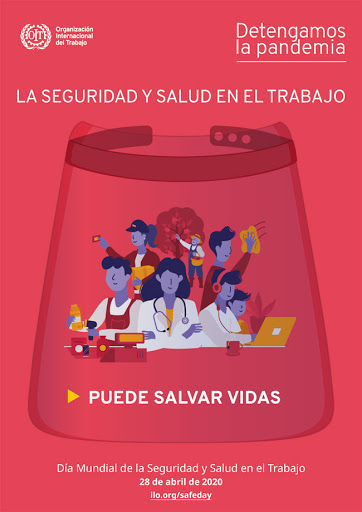 Organización
Internacional
del Trabajo
Detengamos
la pandemia
LA SEGURIDAD Y SALUD EN EL TRABAJO
PUEDE SALVAR VIDAS
Día Mundial de la Seguridad y Salud en el Trabajo
28 de abril de 2020
ilo.org/safeday